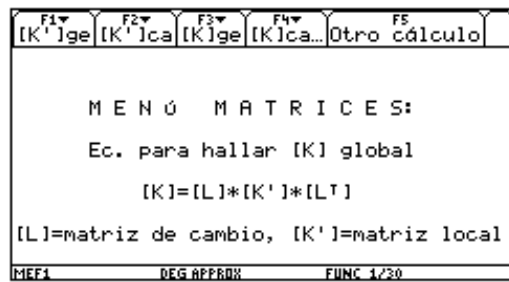 F1▼ F2▼ F3▼ F4▼ F5
[K']ge [K']ca [K]ge [K]ca… Otro cálculo
M E N ú M A T R I C E S:
Ec. para hallar [K] global
[K]=[L]*[K']*[Lᵀ]
[L]=matriz de cambio, [K']=matriz local
MEF1 DEG APPROX FUNC 1/30